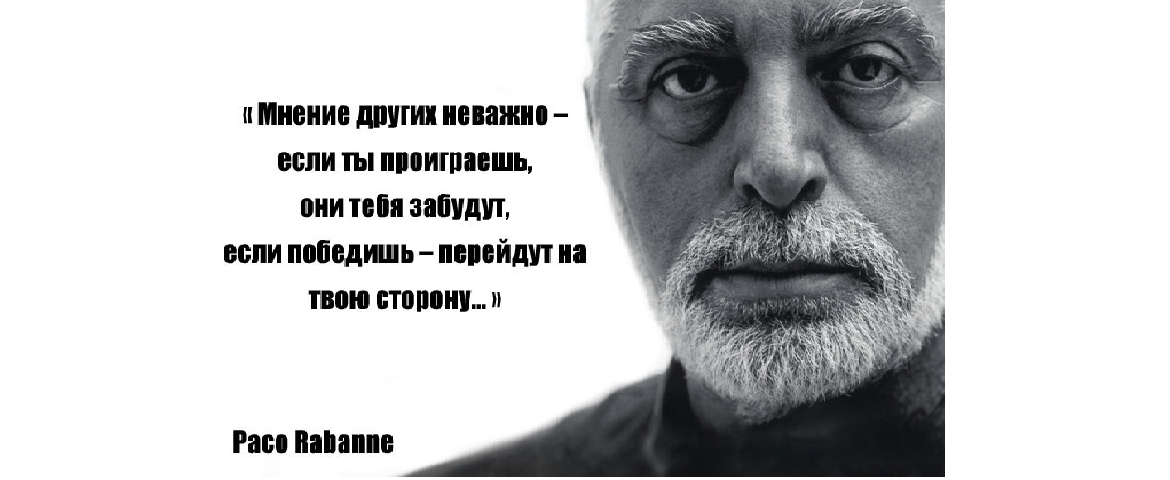 « Мнение других неважно –
если ты проиграешь,
они тебя забудут,
если победишь – перейдут на
твою сторону... »
Paco Rabanne